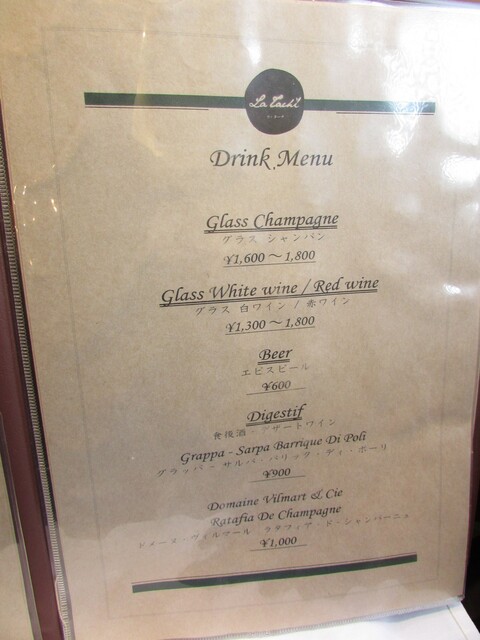 La Tachi
Drink Menu
Glass Champagne
グラス シャンパン
¥1,600～1,800
Glass White wine / Red wine
グラス 白ワイン / 赤ワイン
¥1,300～1,800
Beer
エビスビール
¥600
Digestif
食後酒・デザートワイン
Grappa - Sarpa Barrique Di Poli
グラッパ - サルパ・バリック・ディ・ポーリ
¥900
Domaine Vilmart & Cie
Ratafia De Champagne
ドメーヌ・ヴィルマール ラタフィア・ド・シャンパーニュ
¥1,000